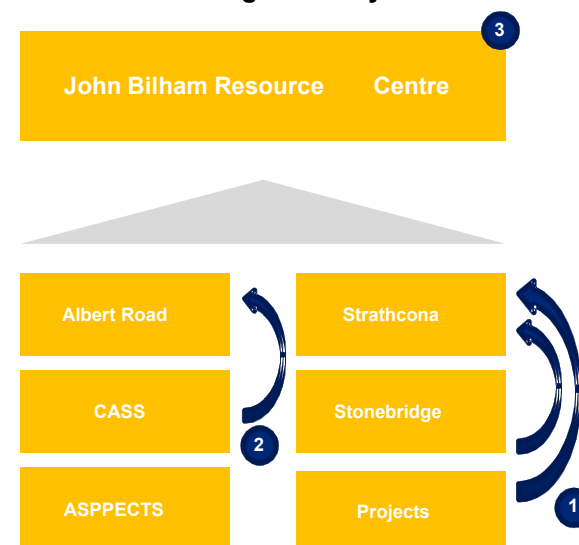 3
John Bilham Resource Centre
Albert Road
Strathcona
CASS
Stonebridge
2
ASPPECTS
Projects
1